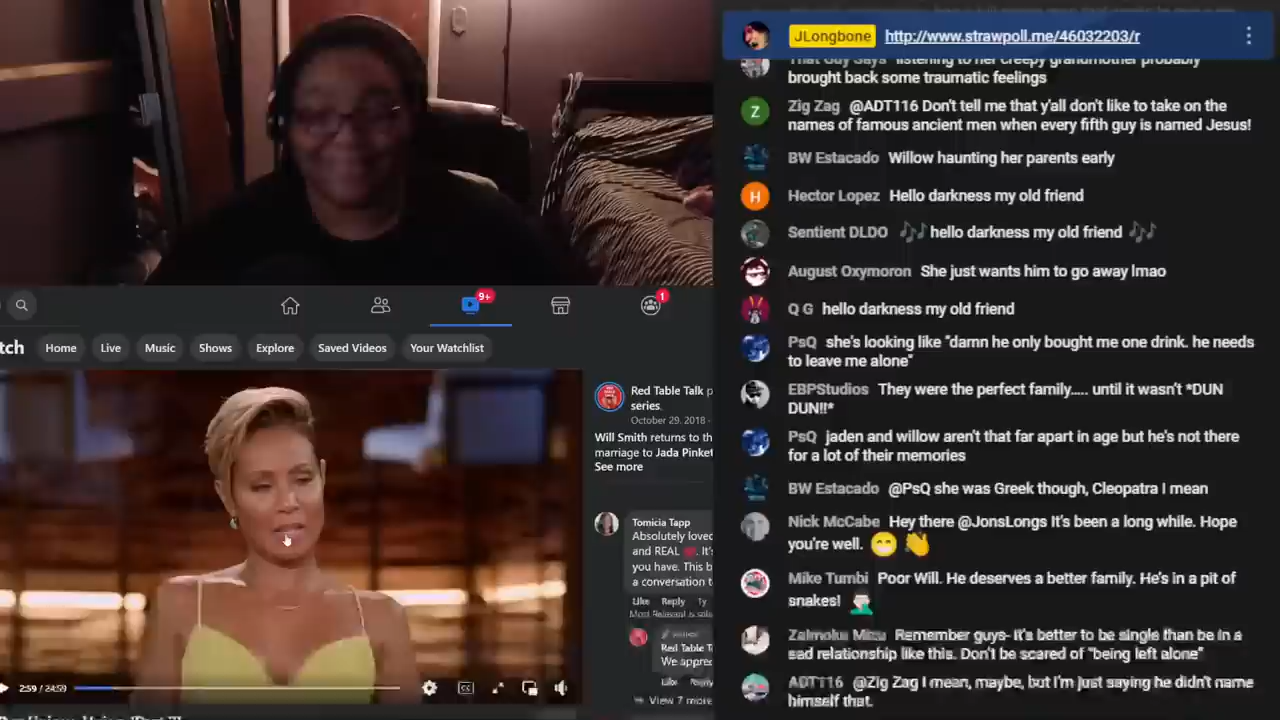 JLongbone http://www.strawpoll.me/46032203/r
That Guy Says listening to her creepy grandmother probably
brought back some traumatic feelings
Z
Zig Zag @ADT116 Don't tell me that y'all don't like to take on the
names of famous ancient men when every fifth guy is named Jesus!
BW Estacado Willow haunting her parents early
H
Hector Lopez Hello darkness my old friend
Sentient DLDO 🎶 hello darkness my old friend 🎶
August Oxymoron She just wants him to go away lmao
Q G hello darkness my old friend
PsQ she's looking like "damn he only bought me one drink. he needs
to leave me alone"
EBPStudios They were the perfect family..... until it wasn't *DUN
DUN!!*
PsQ jaden and willow aren't that far apart in age but he's not there
for a lot of their memories
BW Estacado @PsQ she was Greek though, Cleopatra I mean
Nick McCabe Hey there @JonsLongs It's been a long while. Hope
you're well. 😁 👏
Mike Tumbi Poor Will. He deserves a better family. He's in a pit of
snakes!
Remember guys- it's better to be single than be in a
sad relationship like this. Don't be scared of "being left alone"
ADT116 @Zig Zag I mean, maybe, but I'm just saying he didn't name
himself that.
9+
1
tch
Home
Live
Music
Shows
Explore
Saved Videos
Your Watchlist
Red Table Talk p
series.
October 29, 2018 ·
Will Smith returns to th
marriage to Jada Pinket
See more
Tomicia Tapp
Absolutely loved
and REAL ❤. It's
you have. This b
a conversation t
Like Reply 1y
Most Relevant is sele
Red Table T
We apprec
Like Reply
View 7 more
2:59 / 24:59